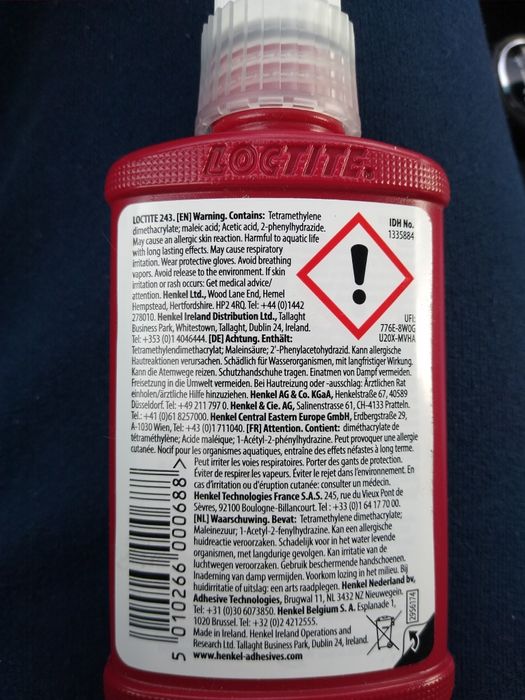 LOCTITE®
LOCTITE 243. [EN] Warning. Contains: Tetramethylene
dimethacrylate; maleic acid; Acetic acid, 2-phenylhydrazide.
May cause an allergic skin reaction. Harmful to aquatic life
with long lasting effects. May cause respiratory
irritation. Wear protective gloves. Avoid breathing
vapors. Avoid release to the environment. If skin
irritation or rash occurs: Get medical advice/
attention. Henkel Ltd., Wood Lane End, Hemel
Hempstead, Hertfordshire. HP2 4RQ. Tel: +44 (0)1442
278010. Henkel Ireland Distribution Ltd., Tallaght
Business Park, Whitestown, Tallaght, Dublin 24, Ireland.
Tel: +353 (0)1 4046444. [DE] Achtung. Enthält:
IDH No.
1335884
UFI:
776E-8W0G
U20X-MVHA
Tetramethylendimethacrylat; Maleinsäure; 2'-Phenylacetohydrazid. Kann allergische
Hautreaktionen verursachen. Schädlich für Wasserorganismen, mit langfristiger Wirkung.
Kann die Atemwege reizen. Schutzhandschuhe tragen. Einatmen von Dampf vermeiden.
Freisetzung in die Umwelt vermeiden. Bei Hautreizung oder -ausschlag: Ärztlichen Rat
einholen/ärztliche Hilfe hinzuziehen. Henkel AG & Co. KGaA, Henkelstraße 67, 40589
Düsseldorf. Tel: +49 211 797 0. Henkel & Cie. AG, Salinenstrasse 61, CH-4133 Pratteln.
Tel.: +41 (0)61 8257000. Henkel Central Eastern Europe GmbH, Erdbergstraße 29,
A-1030 Wien, Tel: +43 (0)1 711040. [FR] Attention. Contient: diméthacrylate de
tétraméthylène; Acide maléique; 1-Acétyl-2-phénylhydrazine. Peut provoquer une allergie
cutanée. Nocif pour les organismes aquatiques, entraîne des effets néfastes à long terme.
Peut irriter les voies respiratoires. Porter des gants de protection.
Éviter de respirer les vapeurs. Éviter le rejet dans l'environnement. En
cas d'irritation ou d'éruption cutanée: consulter un médecin.
Henkel Technologies France S.A.S. 245, rue du Vieux Pont de
Sèvres, 92100 Boulogne-Billancourt. Tel : +33 (0)1 64 17 70 00.
[NL] Waarschuwing. Bevat: Tetramethylene dimethacrylate;
Maleinezuur; 1-Acetyl-2-fenylhydrazine. Kan een allergische
huidreactie veroorzaken. Schadelijk voor in het water levende
organismen, met langdurige gevolgen. Kan irritatie van de
luchtwegen veroorzaken. Gebruik beschermende handschoenen.
Inademing van damp vermijden. Voorkom lozing in het milieu. Bij
huidirritatie of uitslag: een arts raadplegen. Henkel Nederland bv,
Adhesive Technologies, Brugwal 11, NL 3432 NZ Nieuwegein.
Tel: +31 (0)30 6073850. Henkel Belgium S. A. Esplanade 1,
1020 Brussel. Tel: +32 (0)2 4212555.
Made in Ireland. Henkel Ireland Operations and
Research Ltd. Tallaght Business Park, Dublin 24, Ireland.
www.henkel-adhesives.com
5 010266 000688 >
2956174